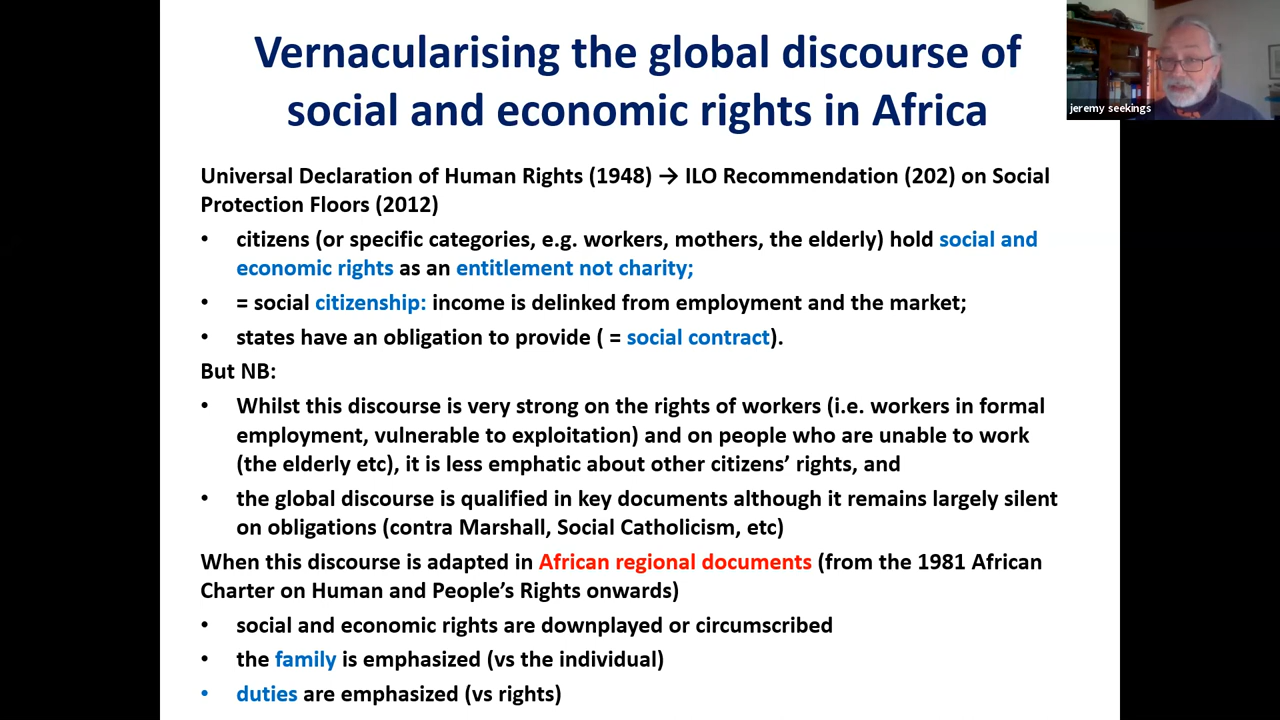 Vernacularising the global discourse of
social and economic rights in Africa
jeremy seekings
Universal Declaration of Human Rights (1948) → ILO Recommendation (202) on Social
Protection Floors (2012)
• citizens (or specific categories, e.g. workers, mothers, the elderly) hold social and
economic rights as an entitlement not charity;
• = social citizenship: income is delinked from employment and the market;
• states have an obligation to provide ( = social contract).
But NB:
• Whilst this discourse is very strong on the rights of workers (i.e. workers in formal
employment, vulnerable to exploitation) and on people who are unable to work
(the elderly etc), it is less emphatic about other citizens’ rights, and
• the global discourse is qualified in key documents although it remains largely silent
on obligations (contra Marshall, Social Catholicism, etc)
When this discourse is adapted in African regional documents (from the 1981 African
Charter on Human and People’s Rights onwards)
• social and economic rights are downplayed or circumscribed
• the family is emphasized (vs the individual)
• duties are emphasized (vs rights)